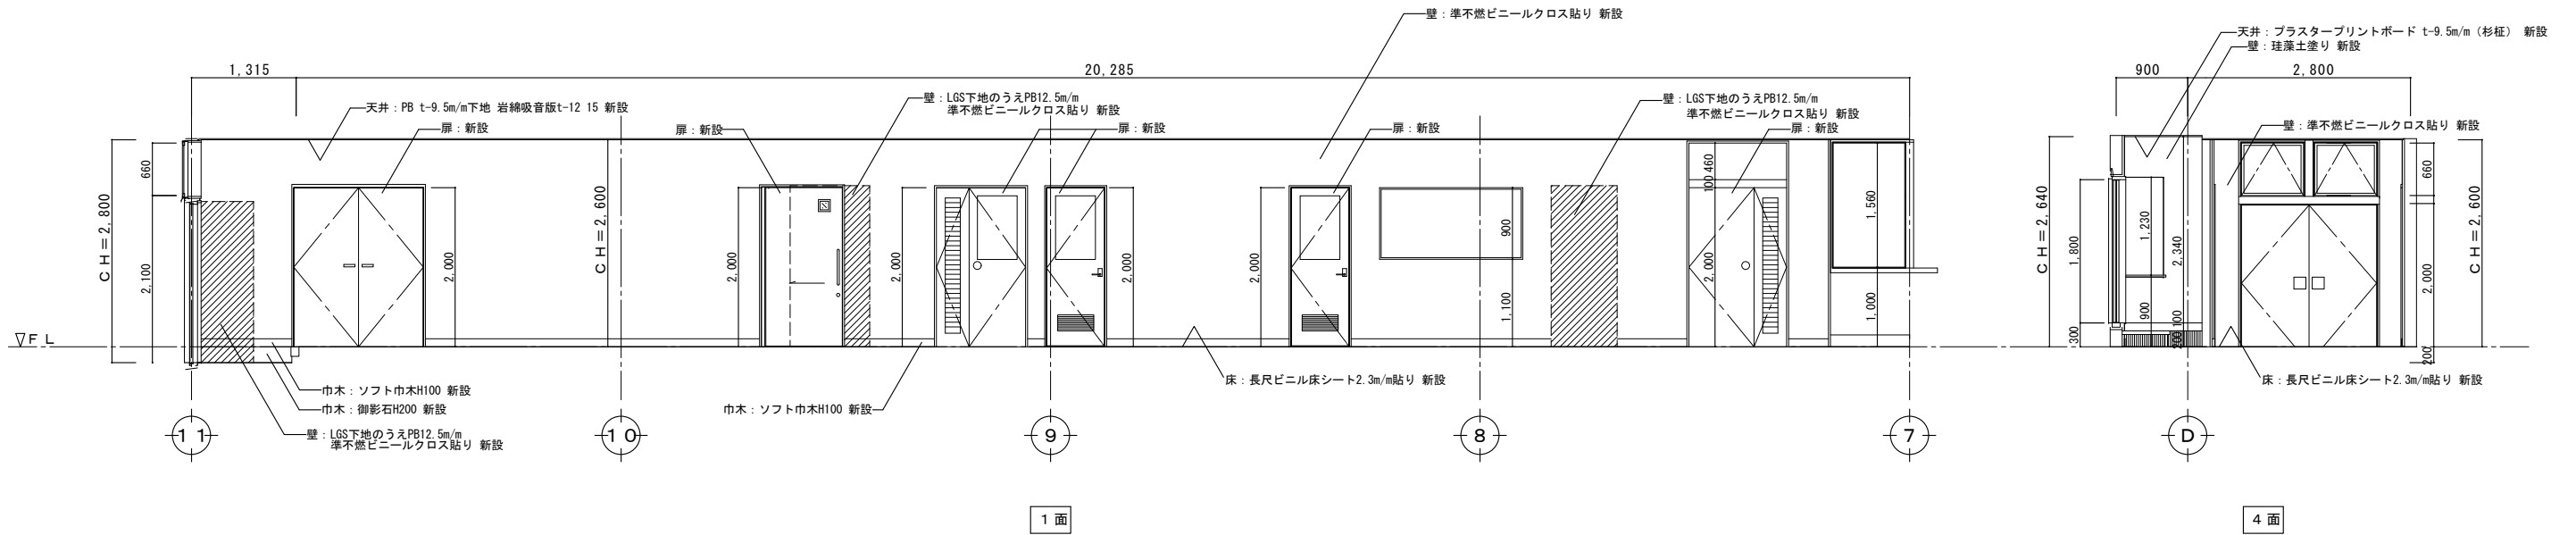 壁：準不燃ビニールクロス貼り 新設
天井：プラスタープリントボード t-9.5m/m（杉柾） 新設
壁：珪藻土塗り 新設
1,315
20,285
900
2,800
天井：PB t-9.5m/m下地 岩綿吸音版t-12 15 新設
扉：新設
扉：新設
壁：LGS下地のうえPB12.5m/m
準不燃ビニールクロス貼り 新設
扉：新設
扉：新設
壁：LGS下地のうえPB12.5m/m
準不燃ビニールクロス貼り 新設
扉：新設
壁：準不燃ビニールクロス貼り 新設
CH=2,800
660
2,100
2,000
CH=2,600
2,000
2,000
2,000
2,000
900
1,100
460
100
2,000
1,560
1,000
CH=2,640
1,800
300
1,230
900
2,340
100
200
660
2,000
200
CH=2,600
▽FL
巾木：ソフト巾木H100 新設
巾木：御影石H200 新設
壁：LGS下地のうえPB12.5m/m
準不燃ビニールクロス貼り 新設
巾木：ソフト巾木H100 新設
床：長尺ビニル床シート2.3m/m貼り 新設
床：長尺ビニル床シート2.3m/m貼り 新設
11
10
9
8
7
D
1面
4面